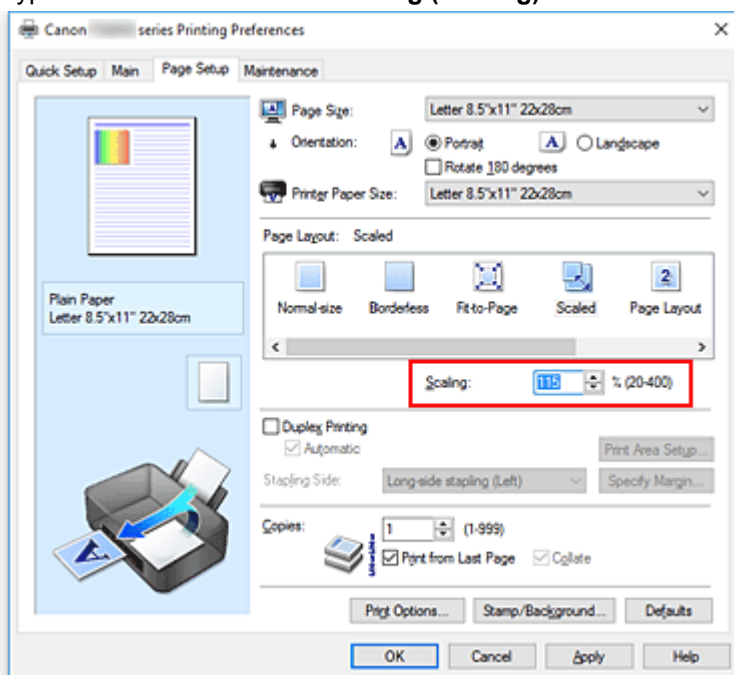 Canon series Printing Preferences
Quick Setup Main Page Setup Maintenance
Page Size: Letter 8.5"x11" 22x28cm
Orientation: A Portrait A Landscape
Rotate 180 degrees
Printer Paper Size: Letter 8.5"x11" 22x28cm
Page Layout: Scaled
Normal-size Borderless Fit-to-Page Scaled 2 Page Layout
Plain Paper
Letter 8.5"x11" 22x28cm
Scaling: 115 % (20-400)
Duplex Printing
Automatic
Print Area Setup...
Stapling Side: Long-side stapling (Left) Specify Margin...
Copies: 1 (1-999)
Print from Last Page Collate
A
Print Options... Stamp/Background... Defaults
OK Cancel Apply Help